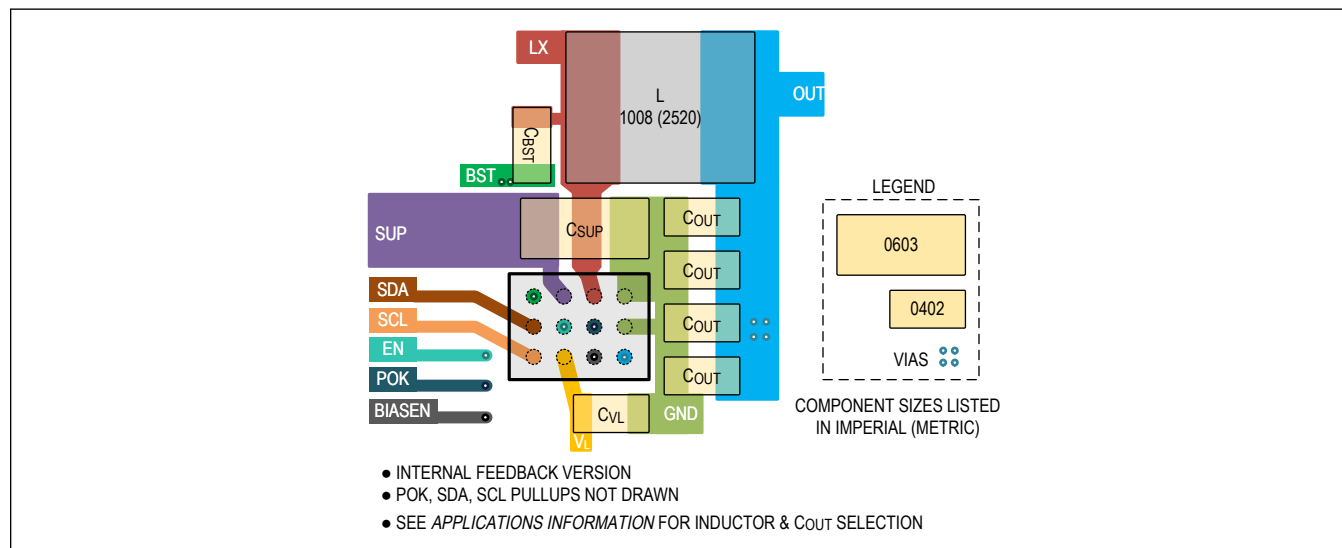 LX
L
1008 (2520)
OUT
CBST
BST
LEGEND
SUP
CSUP
COUT
0603
COUT
SDA
0402
SCL
COUT
EN
VIAS
POK
COUT
BIASEN
CVL
GND
COMPONENT SIZES LISTED
IN IMPERIAL (METRIC)
VL
● INTERNAL FEEDBACK VERSION
● POK, SDA, SCL PULLUPS NOT DRAWN
● SEE APPLICATIONS INFORMATION FOR INDUCTOR & COUT SELECTION